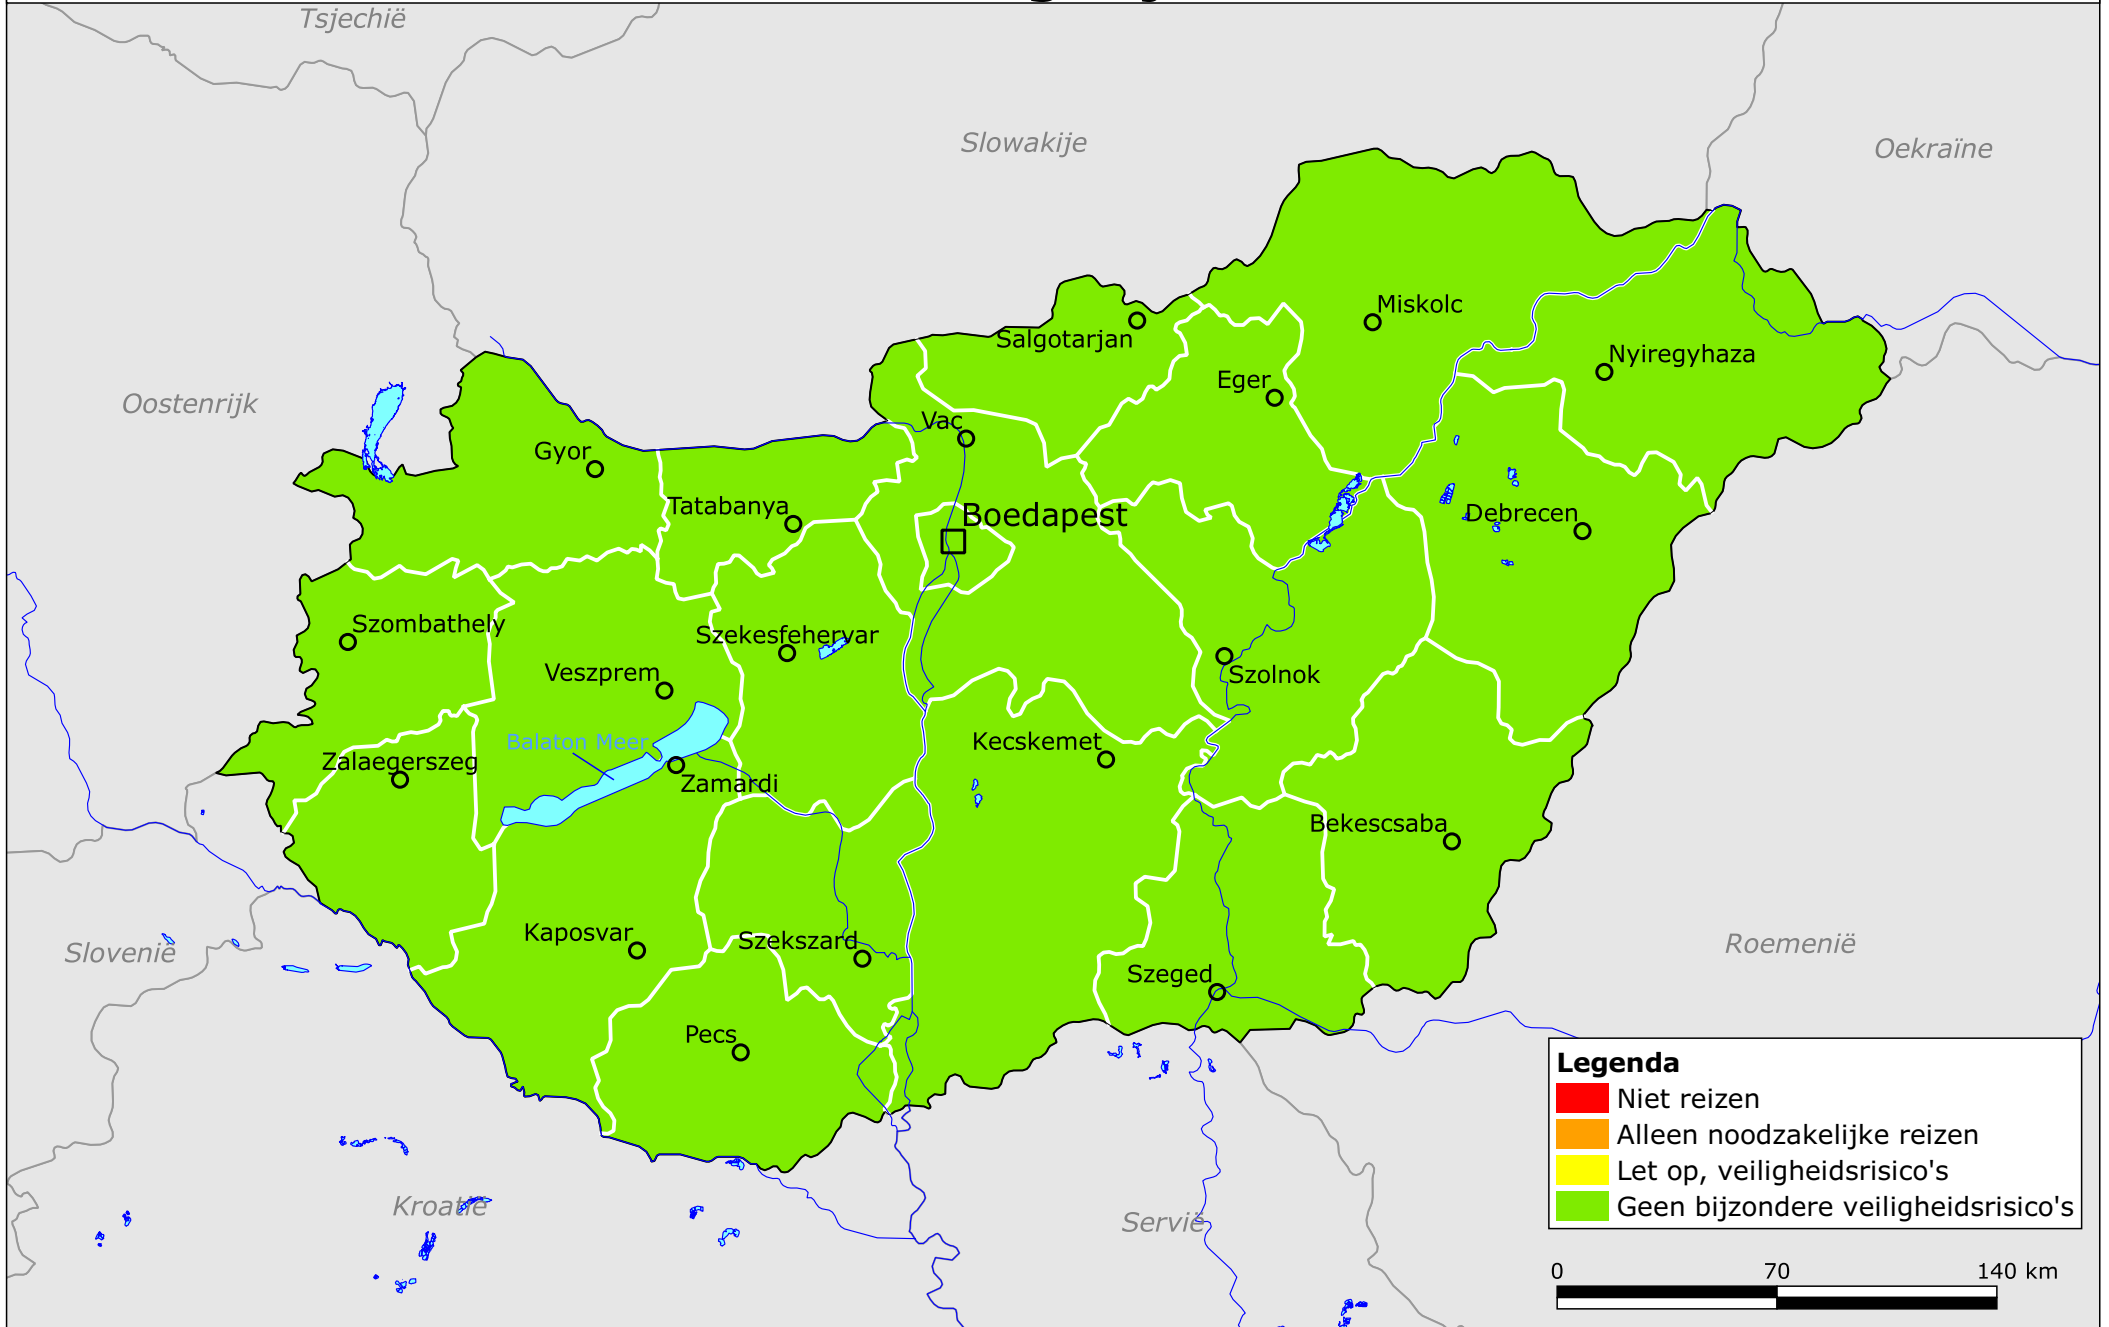 Tsjechië
Slowakije
Oekraïne
Miskolc
Salgotarjan
Nyiregyhaza
Eger
Oostenrijk
Vac
Gyor
Tatabanya
Boedapest
Debrecen
Szombathely
Szekesfehervar
Veszprem
Szolnok
Balaton Meer
Kecskemet
Zalaegerszeg
Zamardi
Bekescsaba
Kaposvar
Szekszard
Roemenië
Slovenië
Szeged
Pecs
Kroatië
Servië
Legenda
Niet reizen
Alleen noodzakelijke reizen
Let op, veiligheidsrisico's
Geen bijzondere veiligheidsrisico's
0 70 140 km